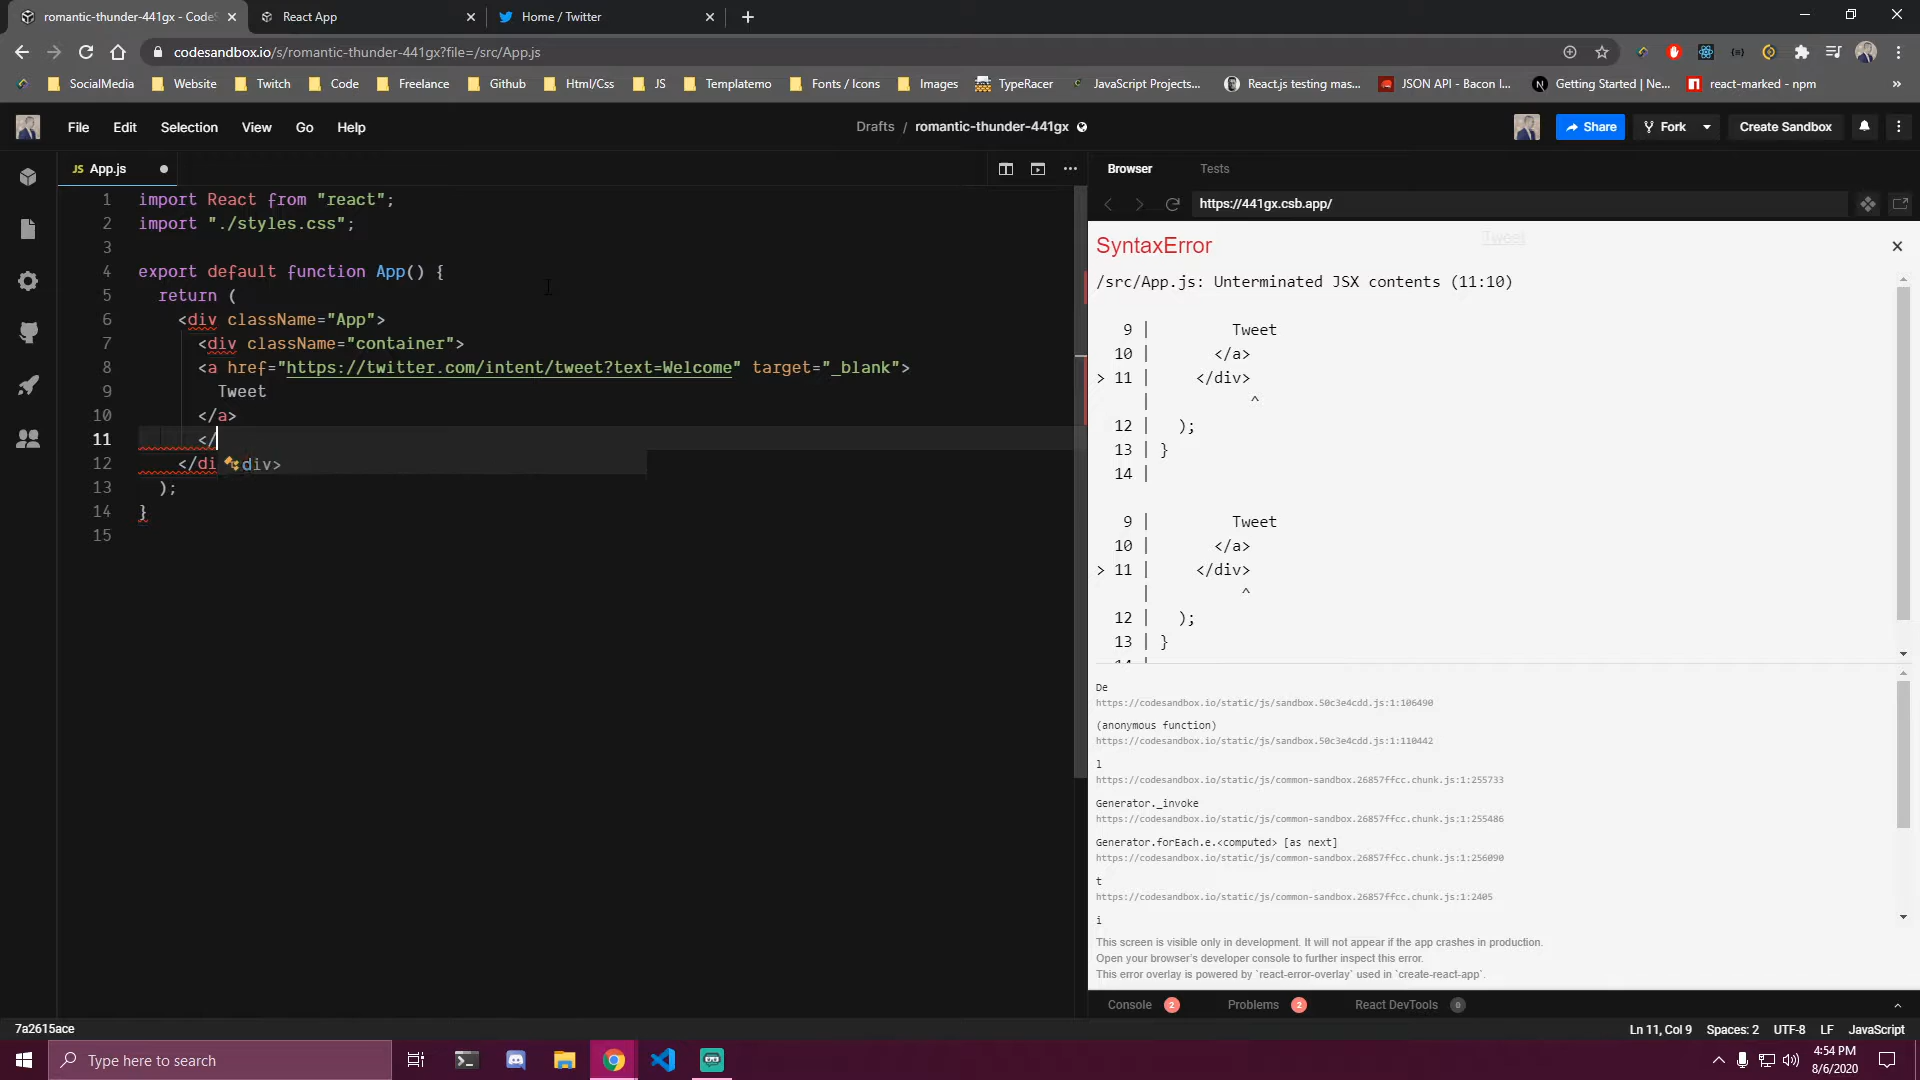 romantic-thunder-441gx - CodeS
React App
Home / Twitter
codesandbox.io/s/romantic-thunder-441gx?file=/src/App.js
SocialMedia
Website
Twitch
Code
Freelance
Github
Html/Css
JS
Templatemo
Fonts / Icons
Images
TypeRacer
JavaScript Projects...
React.js testing mas...
JSON API - Bacon I...
Getting Started | Ne...
react-marked - npm
»
File Edit Selection View Go Help
Drafts / romantic-thunder-441gx
Share
Fork
Create Sandbox
JS App.js
1 import React from "react";
2 import "./styles.css";
3
4 export default function App() {
5 return (
6 <div className="App">
7 <div className="container">
8 <a href="https://twitter.com/intent/tweet?text=Welcome" target="_blank">
9 Tweet
10 </a>
11 </
12 </di
div>
13 );
14 }
15
Browser
Tests
https://441gx.csb.app/
Tweet
SyntaxError
/src/App.js: Unterminated JSX contents (11:10)
9 | Tweet
10 | </a>
> 11 | </div>
| ^
12 | );
13 | }
14 |
9 | Tweet
10 | </a>
> 11 | </div>
| ^
12 | );
13 | }
14 |
De
https://codesandbox.io/static/js/sandbox.50c3e4cdd.js:1:106490
(anonymous function)
https://codesandbox.io/static/js/sandbox.50c3e4cdd.js:1:110442
l
https://codesandbox.io/static/js/common-sandbox.26857ffcc.chunk.js:1:255733
Generator._invoke
https://codesandbox.io/static/js/common-sandbox.26857ffcc.chunk.js:1:255486
Generator.forEach.e.<computed> [as next]
https://codesandbox.io/static/js/common-sandbox.26857ffcc.chunk.js:1:256090
t
https://codesandbox.io/static/js/common-sandbox.26857ffcc.chunk.js:1:2405
i
This screen is visible only in development. It will not appear if the app crashes in production.
Open your browser's developer console to further inspect this error.
This error overlay is powered by `react-error-overlay` used in `create-react-app`.
Console 2
Problems 2
React DevTools 0
7a2615ace
Ln 11, Col 9 Spaces: 2 UTF-8 LF JavaScript
Type here to search
4:54 PM
8/6/2020